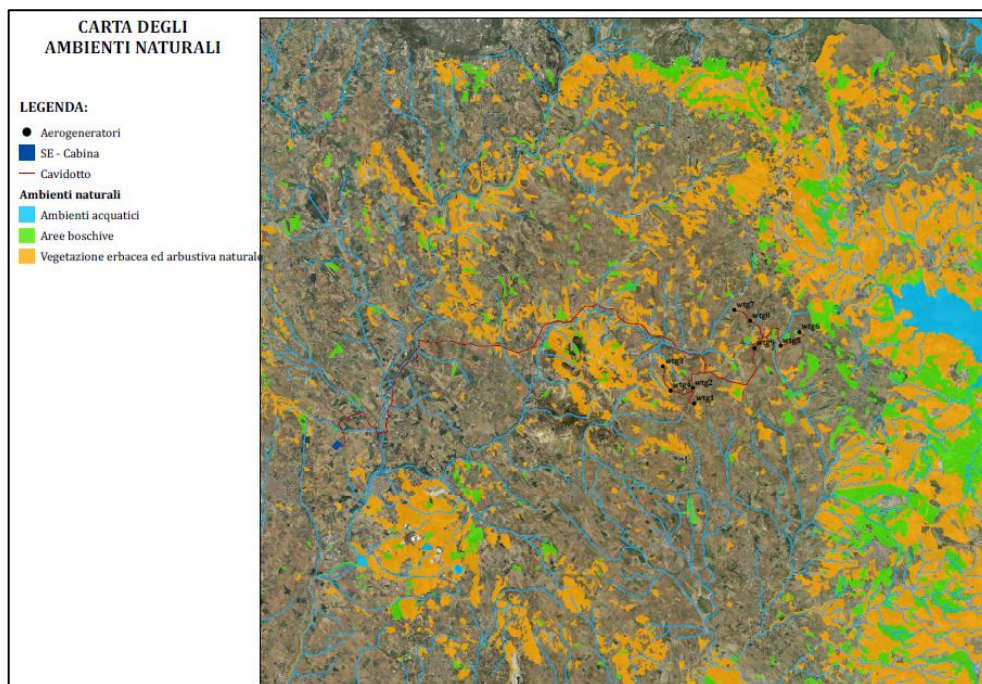 CARTA DEGLI
AMBIENTI NATURALI
LEGENDA:
Aerogeneratori
SE - Cabina
Cavidotto
Ambienti naturali
Ambienti acquatici
Aree boschive
Vegetazione erbacea ed arbustiva naturale
wtg7
wtg6
wtg3
wtg2
wtg1